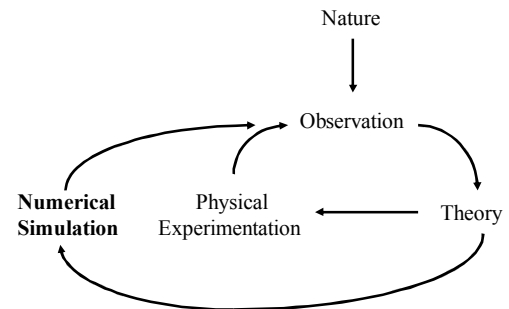 Nature
Observation
Numerical
Simulation
Physical
Experimentation
Theory